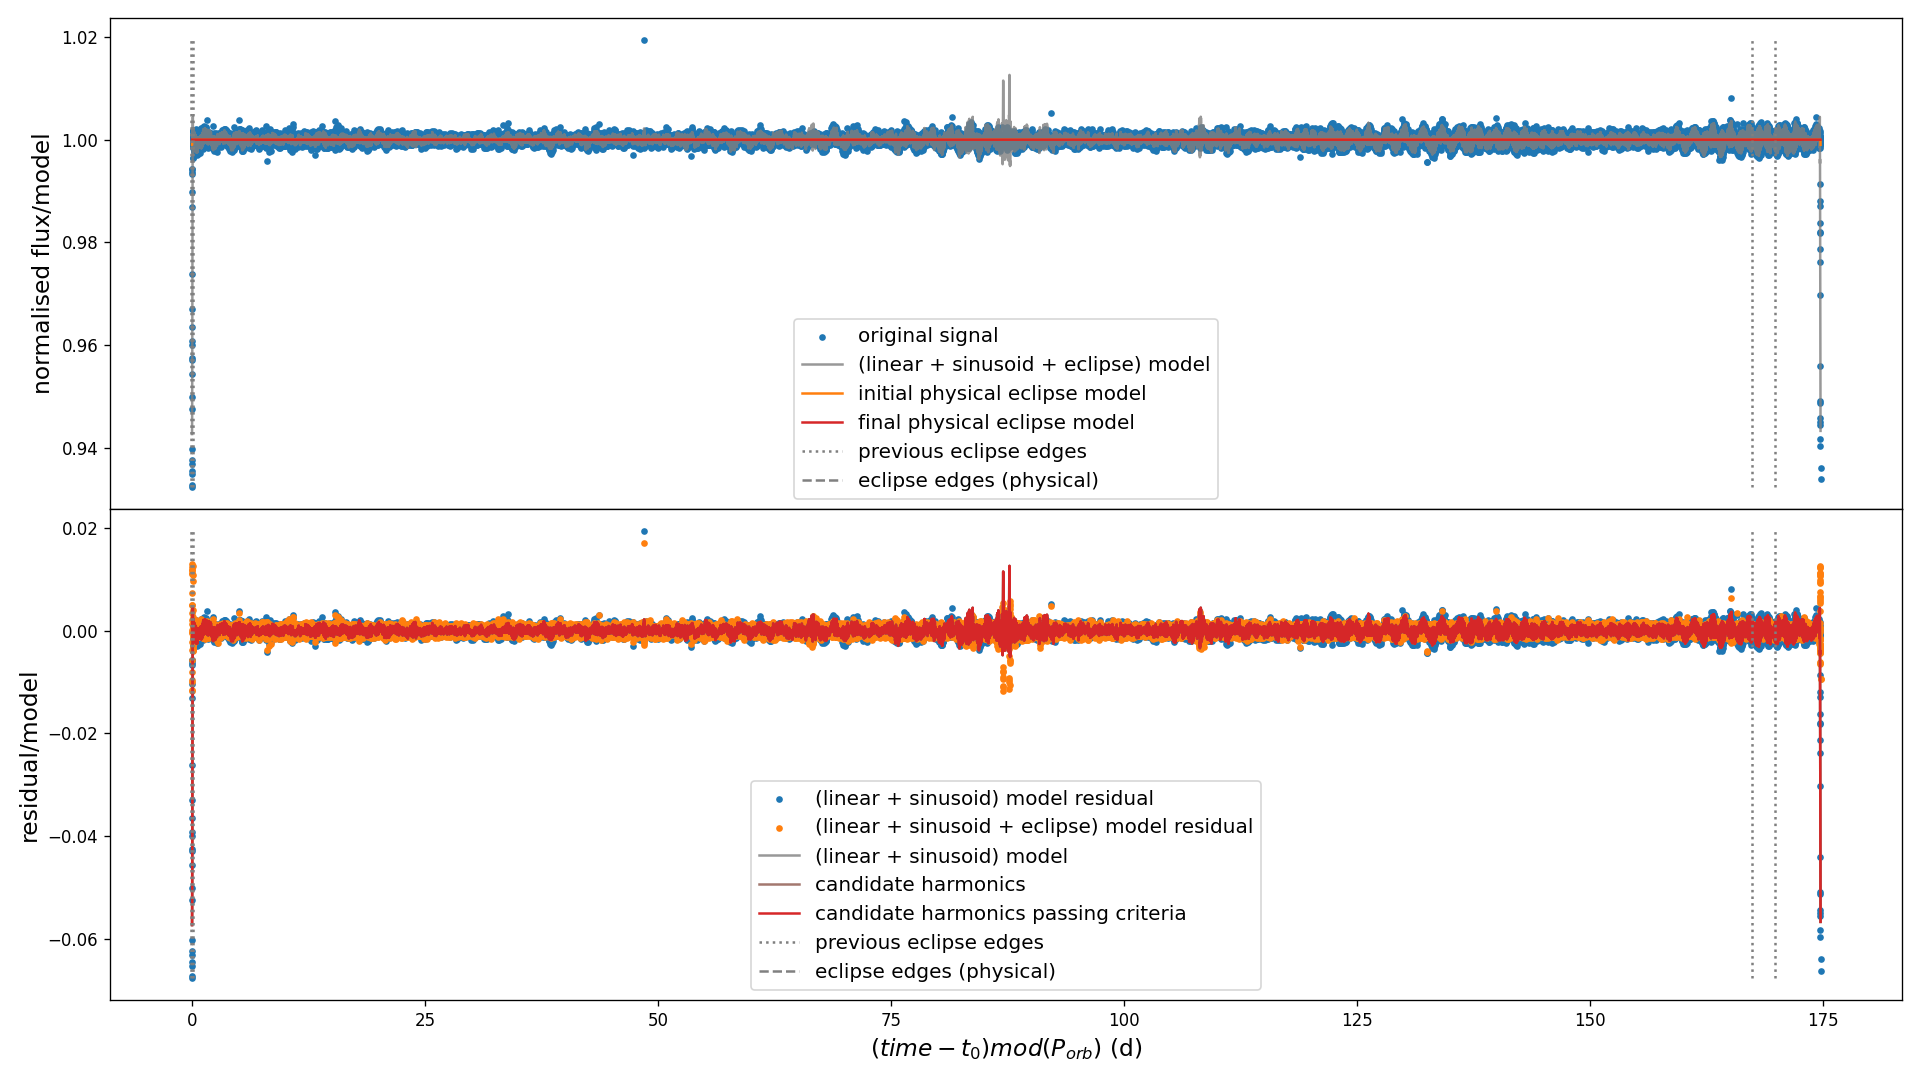 1.02
1.00
0.98
0.96
0.94
normalised flux/model
original signal
(linear + sinusoid + eclipse) model
initial physical eclipse model
final physical eclipse model
previous eclipse edges
eclipse edges (physical)
0.02
0.00
−0.02
−0.04
−0.06
residual/model
(linear + sinusoid) model residual
(linear + sinusoid + eclipse) model residual
(linear + sinusoid) model
candidate harmonics
candidate harmonics passing criteria
previous eclipse edges
eclipse edges (physical)
0 25 50 75 100 125 150 175
(time − t₀)mod(P_orb) (d)